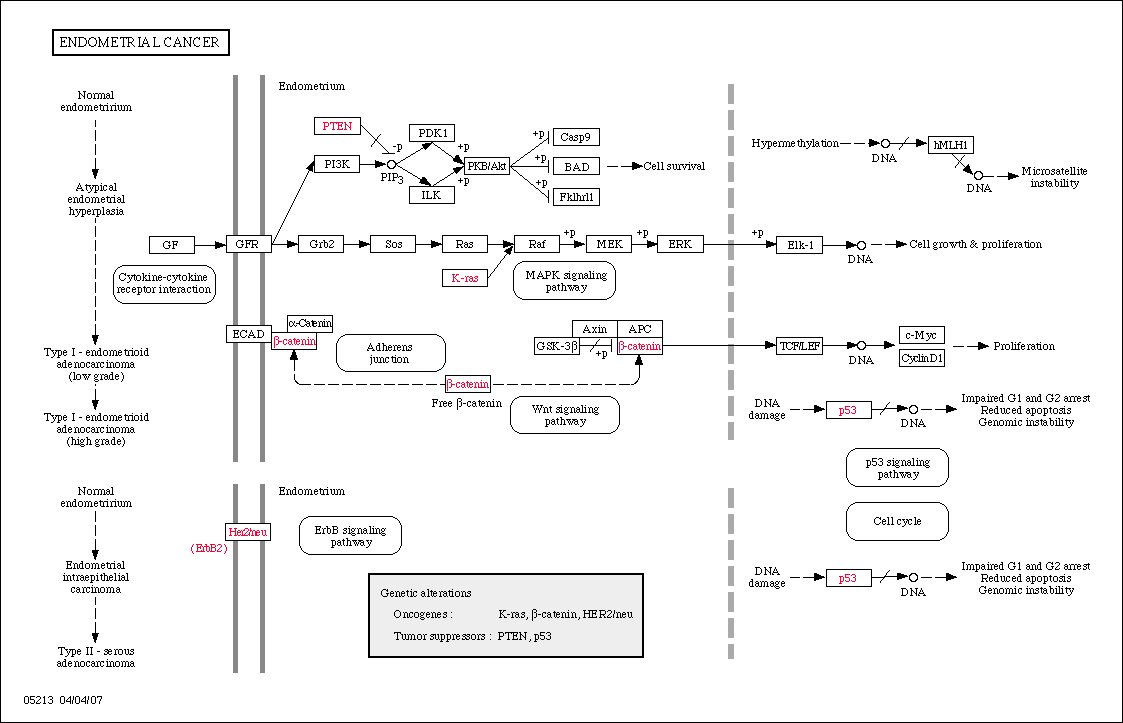 ENDOMETRIAL CANCER
Normal
endometririum
Atypical
endometrial
hyperplasia
Type I - endometrioid
adenocarcinoma
(low grade)
Type I - endometrioid
adenocarcinoma
(high grade)
Endometrium
PTEN
-p
PDK1
+p
PI3K
PIP3
PKB/Akt
ILK
+p
+p
Casp9
+p
BAD
+p
Fklhrl1
Cell survival
Hypermethylation
DNA
hMLH1
DNA
Microsatellite
instability
GF
GFR
Grb2
Sos
Ras
Raf
+p
MEK
+p
ERK
+p
Elk-1
DNA
Cell growth & proliferation
Cytokine-cytokine
receptor interaction
K-ras
MAPK signaling
pathway
ECAD
α-Catenin
β-catenin
Adherens
junction
Axin
APC
GSK-3β
+p
β-catenin
TCF/LEF
DNA
c-Myc
CyclinD1
Proliferation
β-catenin
Free β-catenin
Wnt signaling
pathway
DNA
damage
p53
DNA
Impaired G1 and G2 arrest
Reduced apoptosis
Genomic instability
p53 signaling
pathway
Cell cycle
Normal
endometririum
Endometrial
intraepithelial
carcinoma
Type II - serous
adenocarcinoma
Endometrium
Her2/neu
(ErbB2)
ErbB signaling
pathway
DNA
damage
p53
DNA
Impaired G1 and G2 arrest
Reduced apoptosis
Genomic instability
Genetic alterations
Oncogenes : K-ras, β-catenin, HER2/neu
Tumor suppressors : PTEN, p53
05213 04/04/07